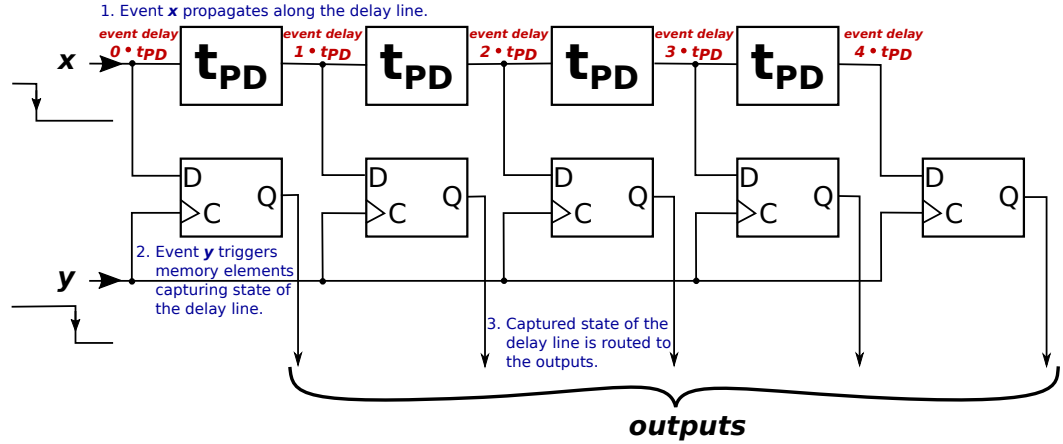 1. Event x propagates along the delay line.
event delay event delay event delay event delay event delay
0 • tPD 1 • tPD 2 • tPD 3 • tPD 4 • tPD
x
tPD tPD tPD tPD
D D D D D
Q Q Q Q Q
C C C C C
2. Event y triggers
memory elements
capturing state of
the delay line.
y
3. Captured state of the
delay line is routed to
the outputs.
outputs